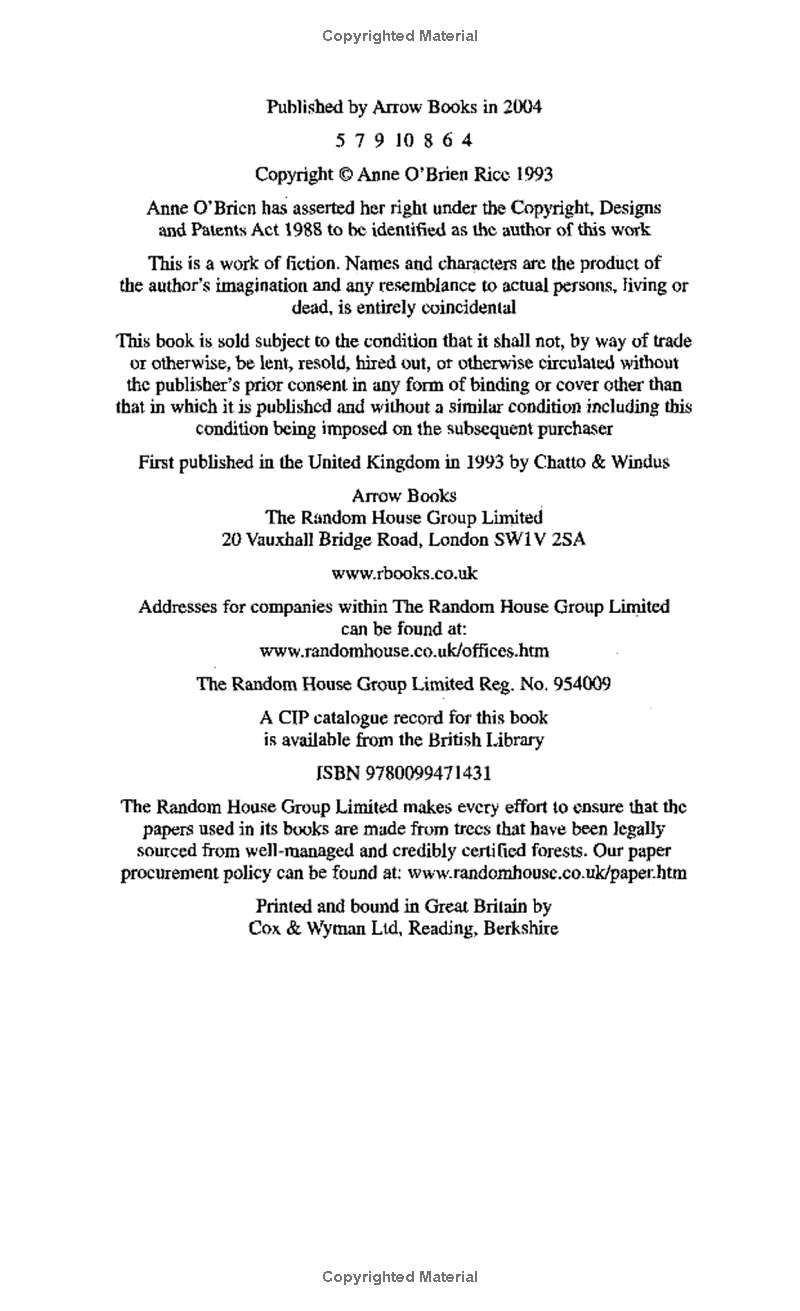 Copyrighted Material
Published by Arrow Books in 2004
5 7 9 10 8 6 4
Copyright © Anne O'Brien Rice 1993
Anne O'Brien has asserted her right under the Copyright, Designs
and Patents Act 1988 to be identified as the author of this work
This is a work of fiction. Names and characters are the product of
the author's imagination and any resemblance to actual persons, living or
dead, is entirely coincidental
This book is sold subject to the condition that it shall not, by way of trade
or otherwise, be lent, resold, hired out, or otherwise circulated without
the publisher's prior consent in any form of binding or cover other than
that in which it is published and without a similar condition including this
condition being imposed on the subsequent purchaser
First published in the United Kingdom in 1993 by Chatto & Windus
Arrow Books
The Random House Group Limited
20 Vauxhall Bridge Road, London SW1V 2SA
www.rbooks.co.uk
Addresses for companies within The Random House Group Limited
can be found at:
www.randomhouse.co.uk/offices.htm
The Random House Group Limited Reg. No. 954009
A CIP catalogue record for this book
is available from the British Library
ISBN 9780099471431
The Random House Group Limited makes every effort to ensure that the
papers used in its books are made from trees that have been legally
sourced from well-managed and credibly certified forests. Our paper
procurement policy can be found at: www.randomhouse.co.uk/paper.htm
Printed and bound in Great Britain by
Cox & Wyman Ltd, Reading, Berkshire
Copyrighted Material